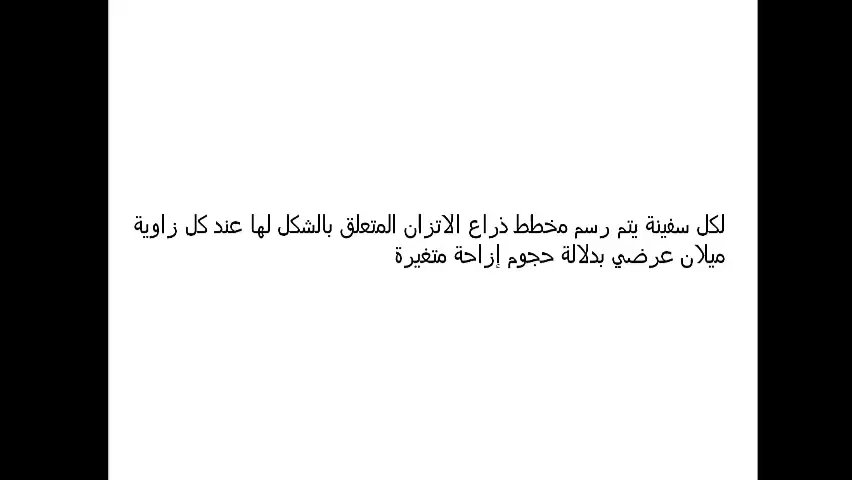 لكل سفينة يتم رسم مخطط ذراع الاتزان المتعلق بالشكل لها عند كل زاوية
ميلان عرضي بدلالة حجوم إزاحة متغيرة